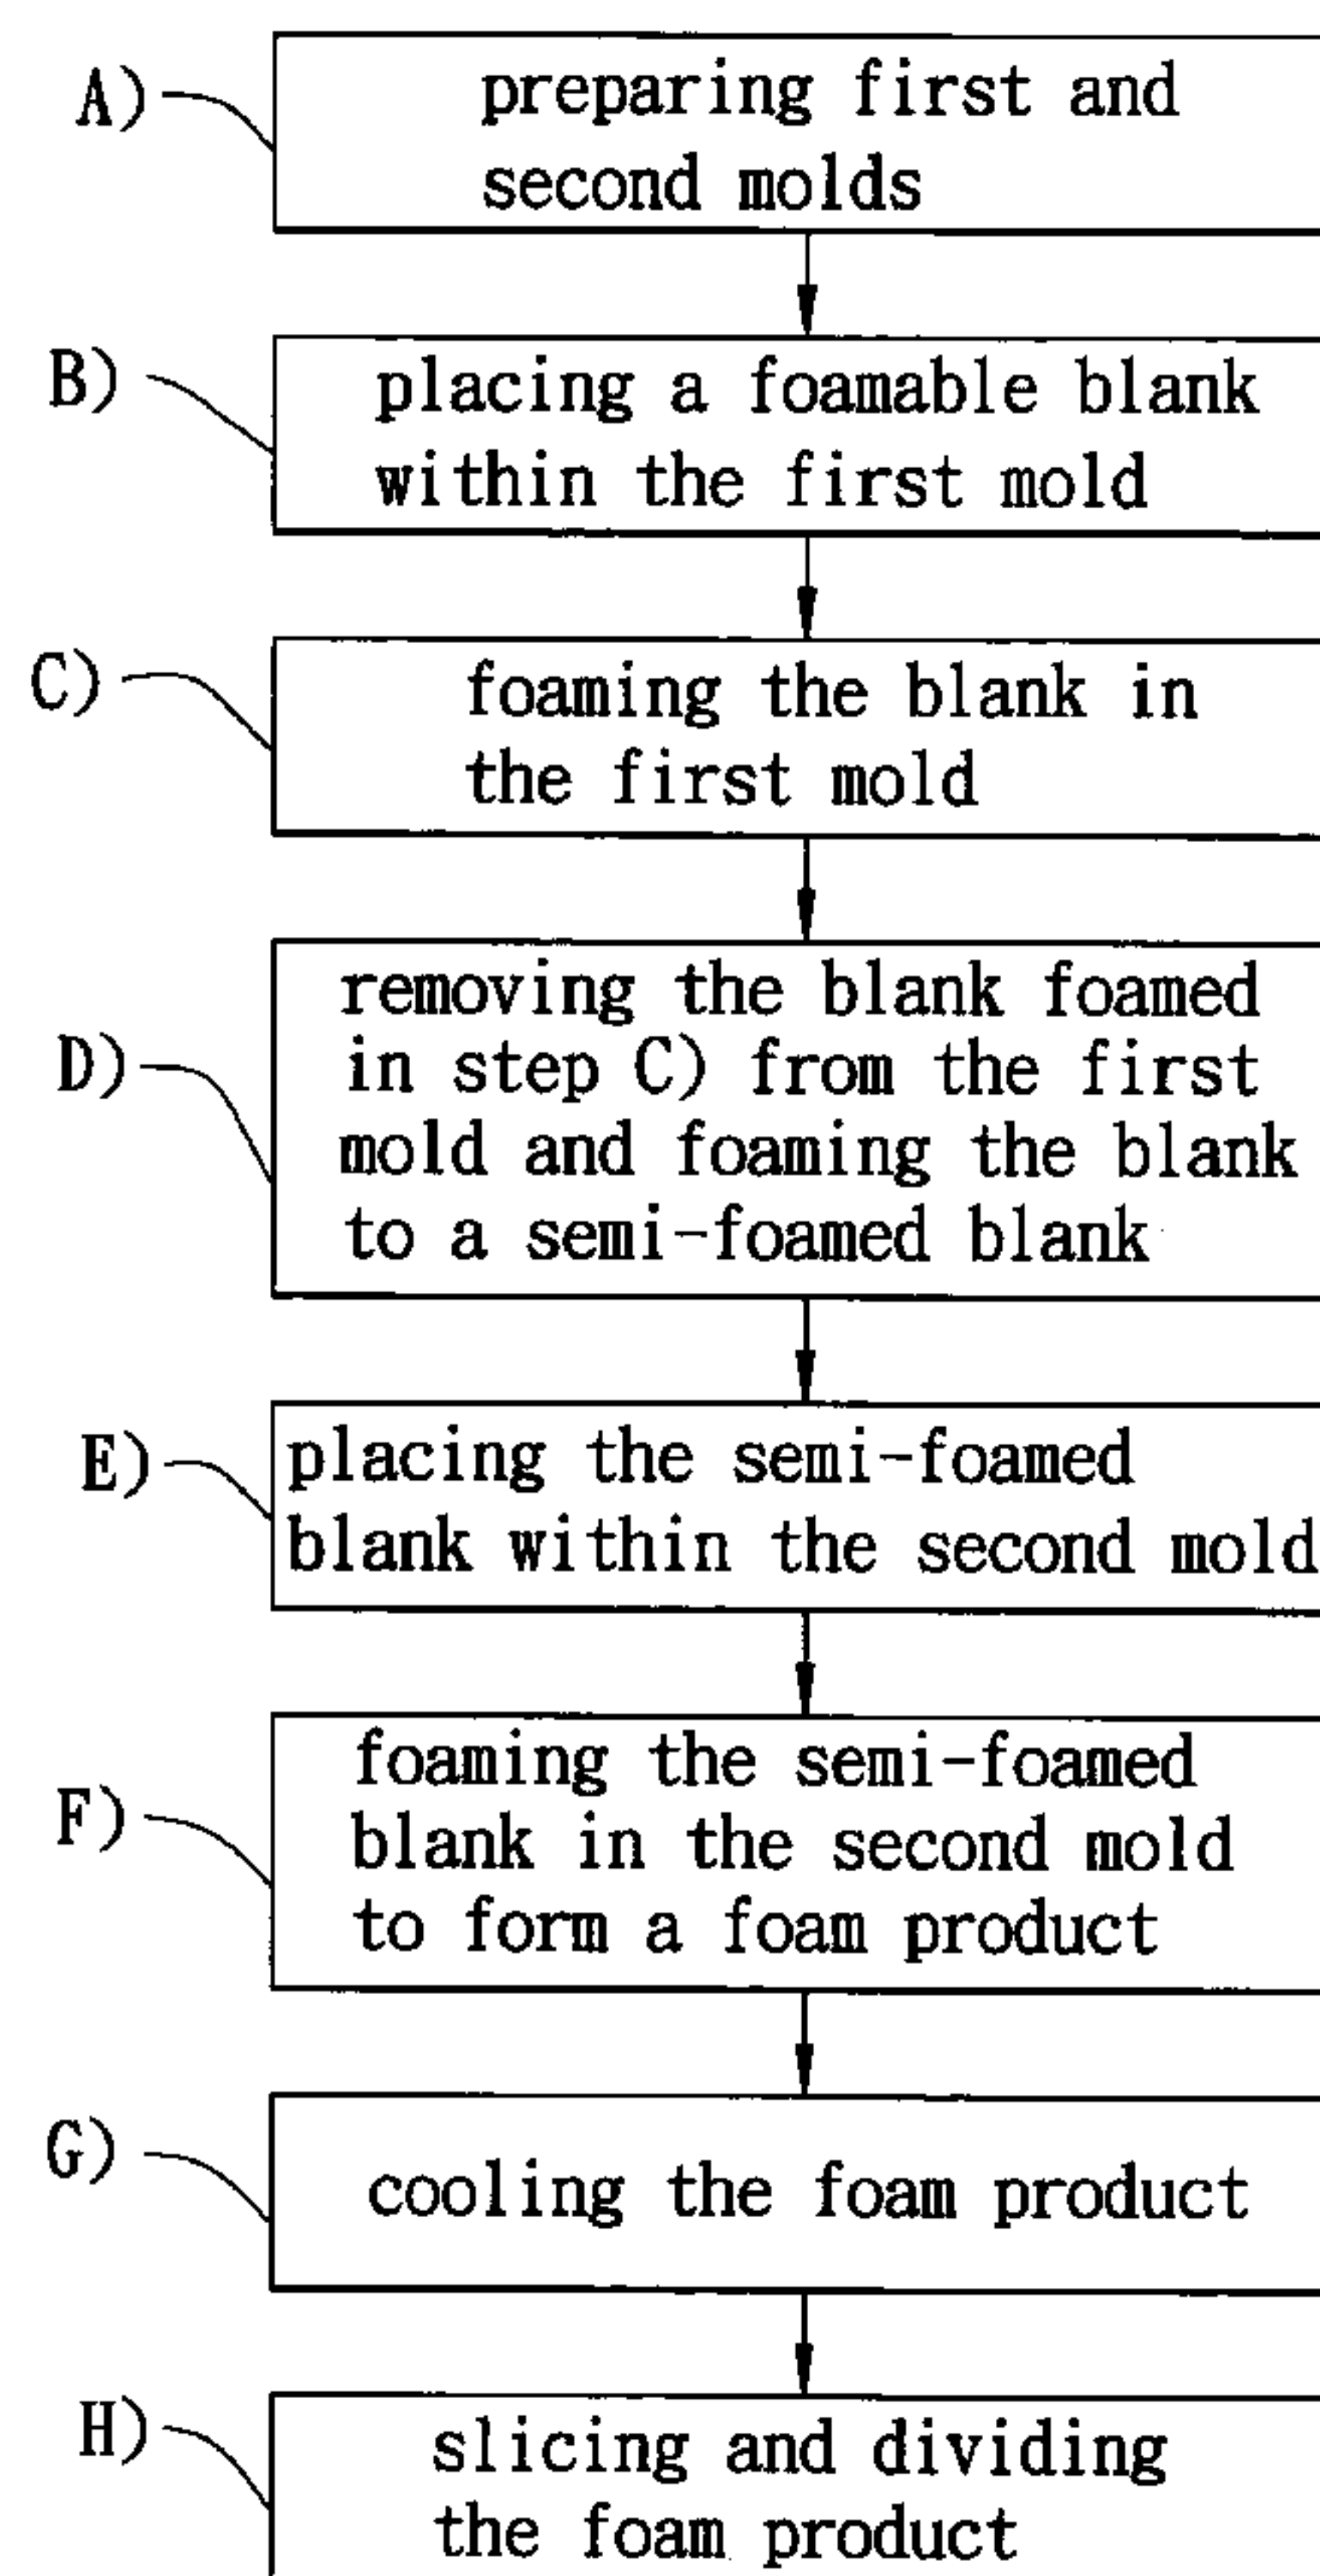 A)
preparing first and
second molds
B)
placing a foamable blank
within the first mold
C)
foaming the blank in
the first mold
D)
removing the blank foamed
in step C) from the first
mold and foaming the blank
to a semi-foamed blank
E)
placing the semi-foamed
blank within the second mold
F)
foaming the semi-foamed
blank in the second mold
to form a foam product
G)
cooling the foam product
H)
slicing and dividing
the foam product